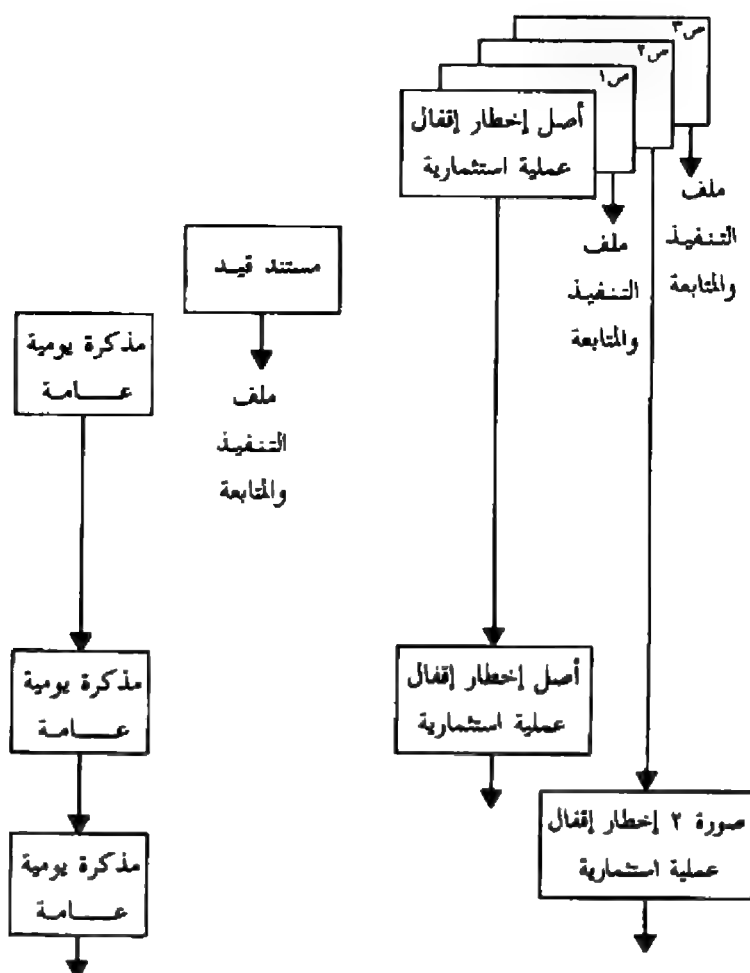 ص٣
ص٢
ص١
أصل إخطار إقفال
عملية استثمارية
ملف
التنفيذ
والمتابعة
ملف
التنفيذ
والمتابعة
مستند قيد
ملف
التنفيذ
والمتابعة
مذكرة يومية
عامة
أصل إخطار إقفال
عملية استثمارية
مذكرة يومية
عامة
صورة ٢ إخطار إقفال
عملية استثمارية
مذكرة يومية
عامة